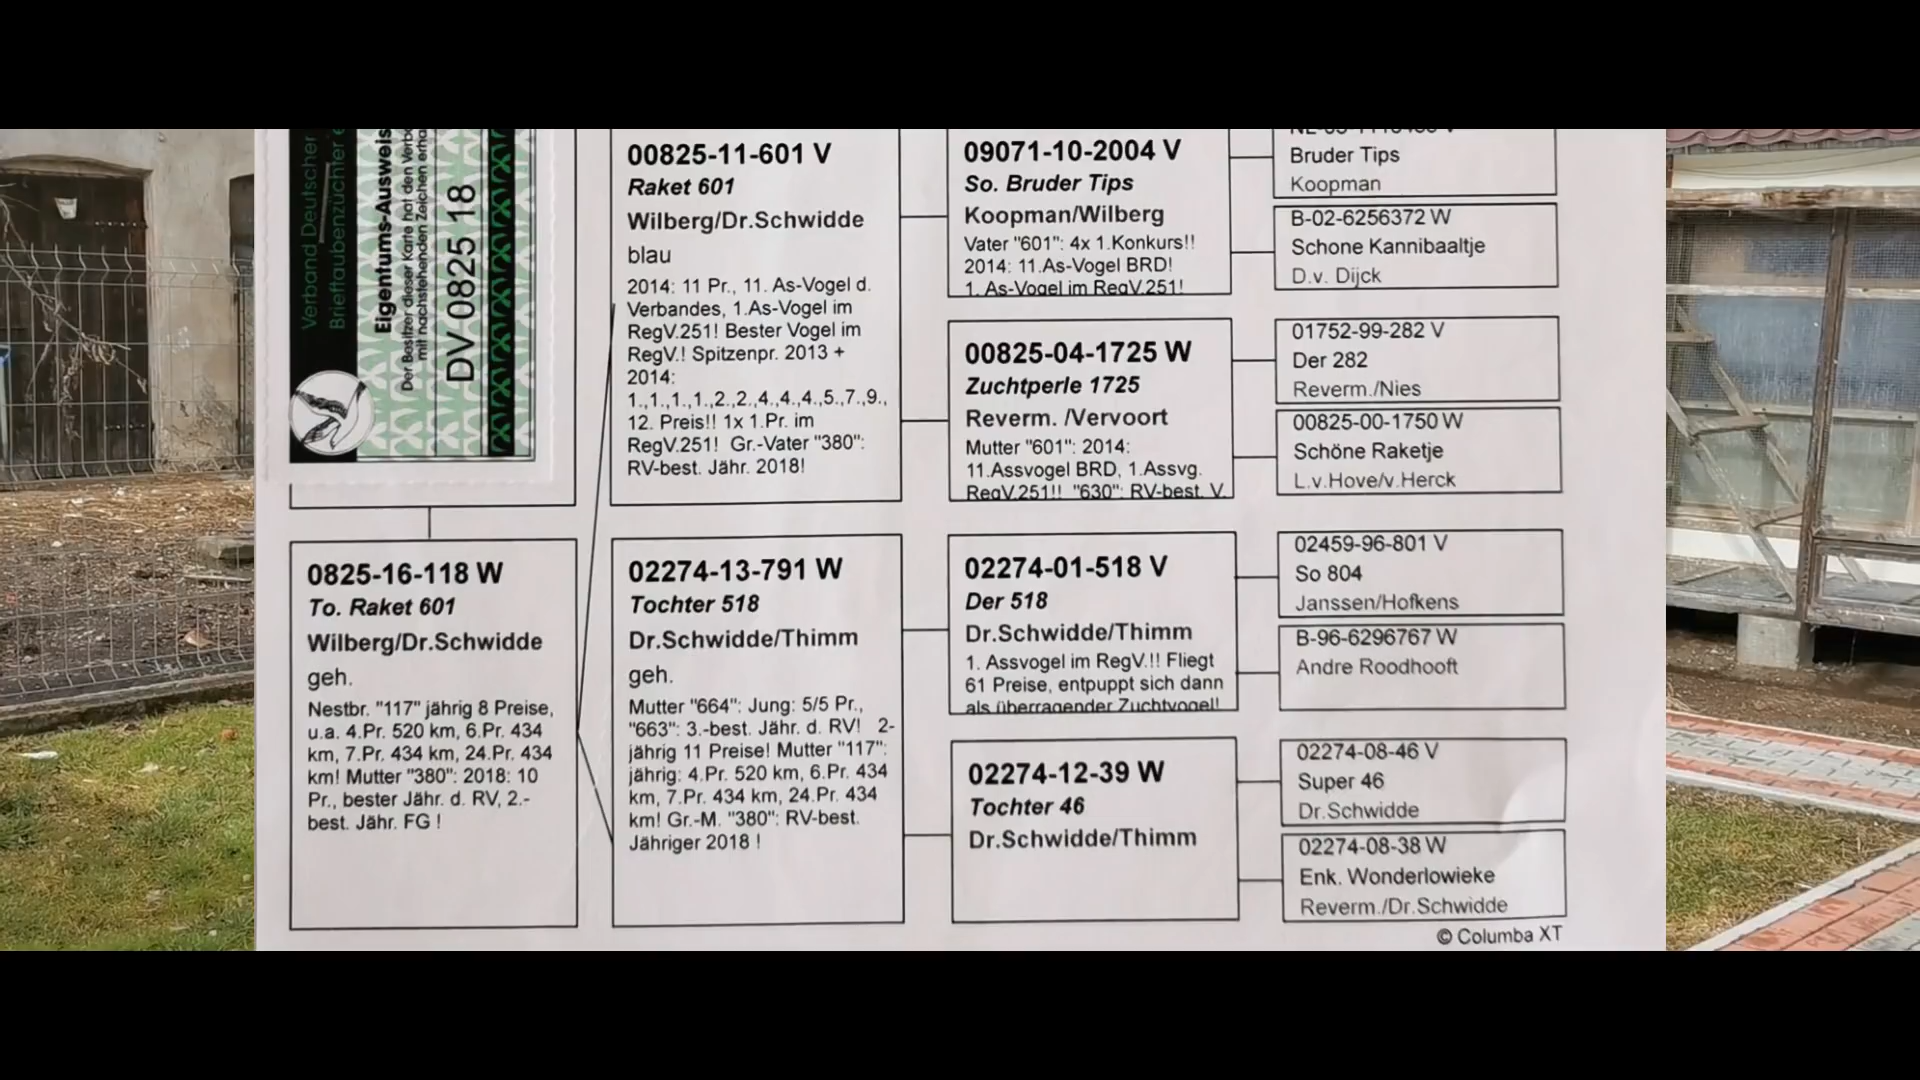 Verband Deutscher
Brieftaubenzüchter e
Eigentums-Ausweis
Der Besitzer dieser Karte hat den Verb
mit nachstehenden Zeichen erha
DV 0825 18
0825-16-118 W
To. Raket 601
Wilberg/Dr.Schwidde
geh.
Nestbr. "117" jährig 8 Preise,
u.a. 4.Pr. 520 km, 6.Pr. 434
km, 7.Pr. 434 km, 24.Pr. 434
km! Mutter "380": 2018: 10
Pr., bester Jähr. d. RV, 2.-
best. Jähr. FG !
00825-11-601 V
Raket 601
Wilberg/Dr.Schwidde
blau
2014: 11 Pr., 11. As-Vogel d.
Verbandes, 1.As-Vogel im
RegV.251! Bester Vogel im
RegV.! Spitzenpr. 2013 +
2014:
1.,1.,1.,1.,2.,2.,4.,4.,4.,5.,7.,9.,
12. Preis!! 1x 1.Pr. im
RegV.251! Gr.-Vater "380":
RV-best. Jähr. 2018!
02274-13-791 W
Tochter 518
Dr.Schwidde/Thimm
geh.
Mutter "664": Jung: 5/5 Pr.,
"663": 3.-best. Jähr. d. RV! 2-
jährig 11 Preise! Mutter "117":
jährig: 4.Pr. 520 km, 6.Pr. 434
km, 7.Pr. 434 km, 24.Pr. 434
km! Gr.-M. "380": RV-best.
Jähriger 2018 !
09071-10-2004 V
So. Bruder Tips
Koopman/Wilberg
Vater "601": 4x 1.Konkurs!!
2014: 11.As-Vogel BRD!
1. As-Vogel im RegV.251!
00825-04-1725 W
Zuchtperle 1725
Reverm. /Vervoort
Mutter "601": 2014:
11.Assvogel BRD, 1.Assvg.
RegV.251!! "630": RV-best. V.
02274-01-518 V
Der 518
Dr.Schwidde/Thimm
1. Assvogel im RegV.!! Fliegt
61 Preise, entpuppt sich dann
als überragender Zuchtvogel!
02274-12-39 W
Tochter 46
Dr.Schwidde/Thimm
Bruder Tips
Koopman
B-02-6256372 W
Schone Kannibaaltje
D.v. Dijck
01752-99-282 V
Der 282
Reverm./Nies
00825-00-1750 W
Schöne Raketje
L.v.Hove/v.Herck
02459-96-801 V
So 804
Janssen/Hofkens
B-96-6296767 W
Andre Roodhooft
02274-08-46 V
Super 46
Dr.Schwidde
02274-08-38 W
Enk. Wonderlowieke
Reverm./Dr.Schwidde
© Columba XT